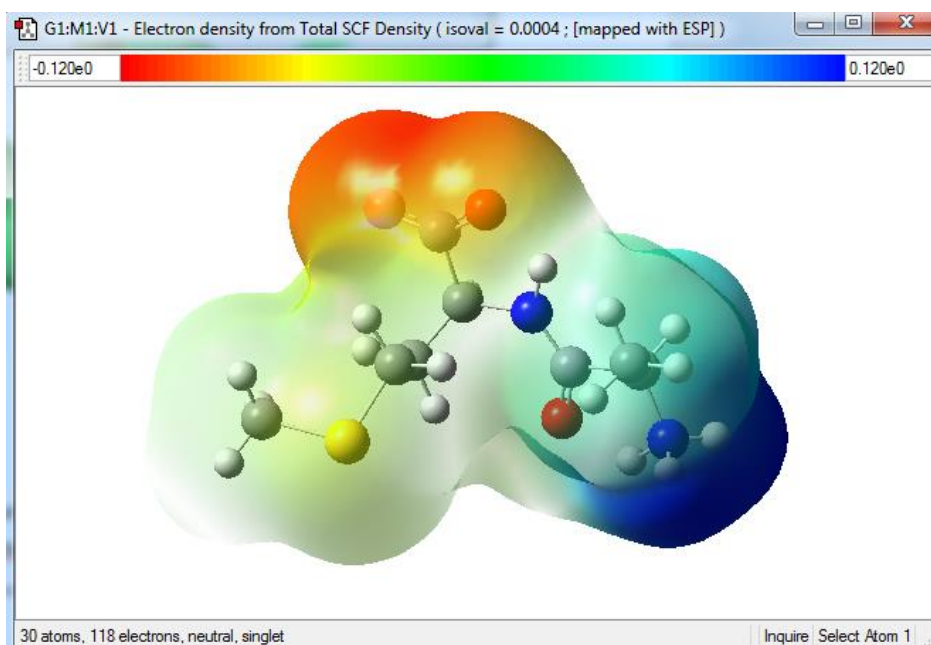 G1:M1:V1 - Electron density from Total SCF Density ( isoval = 0.0004 ; [mapped with ESP] )
-0.120e0 0.120e0
30 atoms, 118 electrons, neutral, singlet Inquire Select Atom 1